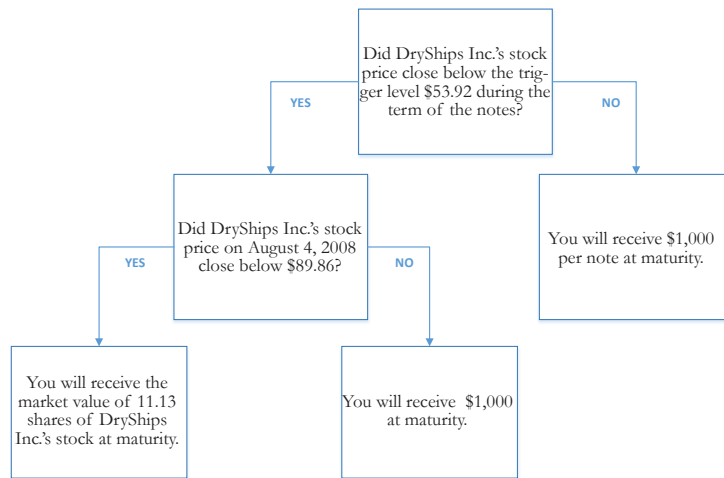 Did DryShips Inc.'s stock
price close below the trig-
ger level $53.92 during the
term of the notes?
YES
NO
Did DryShips Inc.'s stock
price on August 4, 2008
close below $89.86?
You will receive $1,000
per note at maturity.
YES
NO
You will receive the
market value of 11.13
shares of DryShips
Inc.'s stock at maturity.
You will receive $1,000
at maturity.